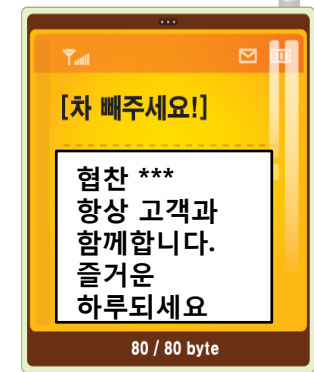 [차 빼주세요!]
협찬 ***
항상 고객과
함께합니다.
즐거운
하루되세요
80 / 80 byte